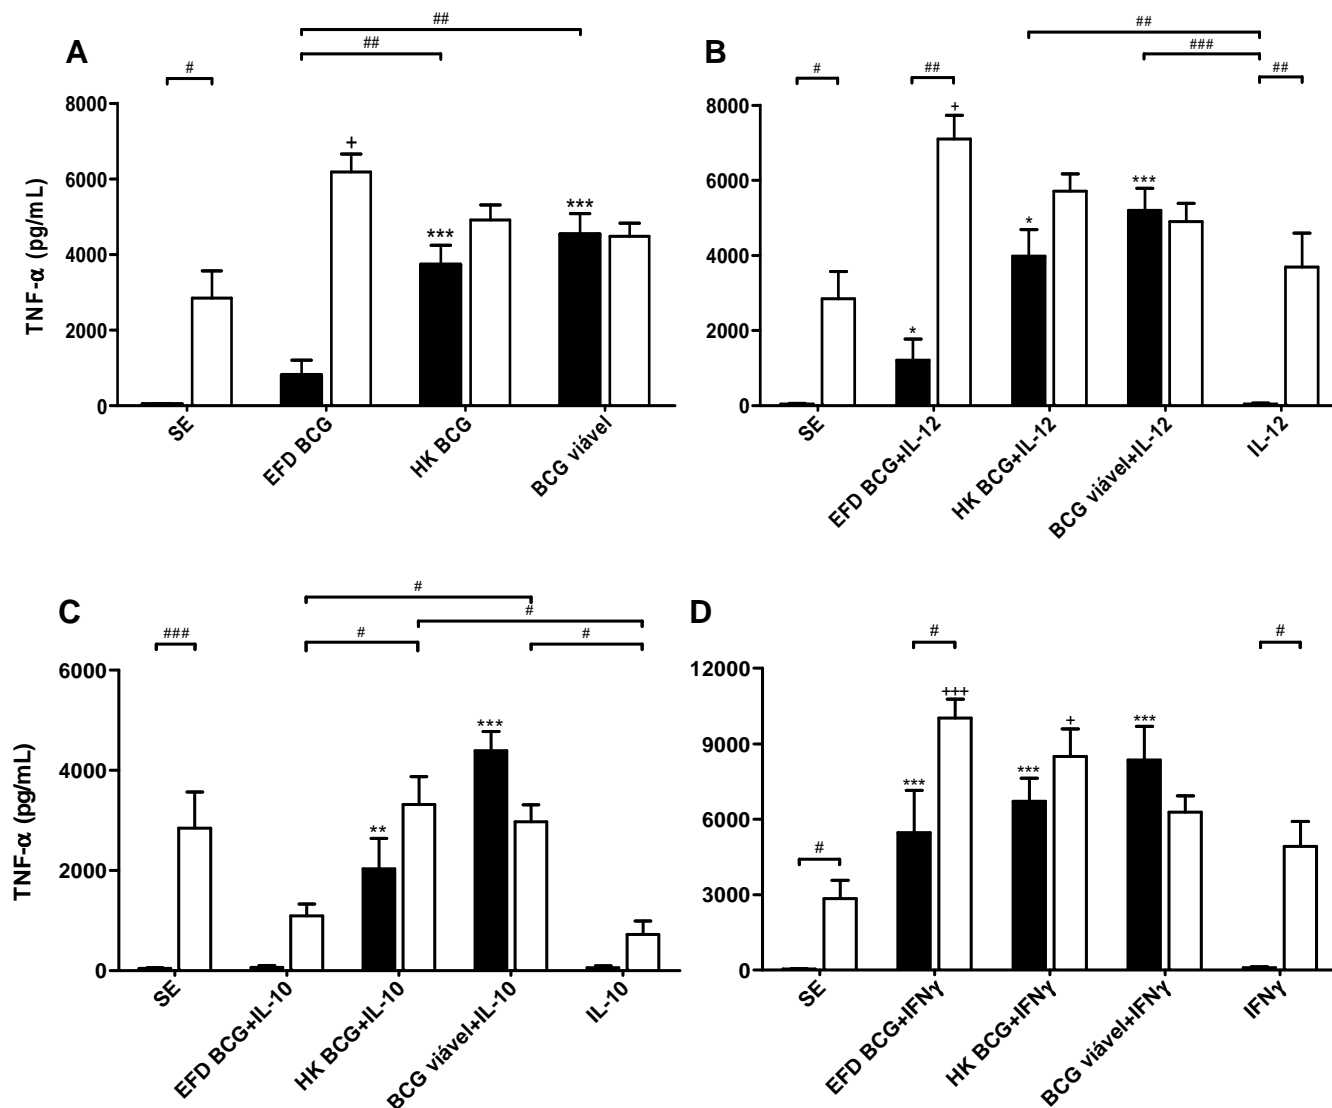 A
##
##
#
8000
6000
4000
2000
0
TNF-α (pg/mL)
+
***
***
SE
EFD BCG
HK BCG
BCG viável
B
##
###
#
##
##
8000
6000
4000
2000
0
+
*
*
***
SE
EFD BCG+IL-12
HK BCG+IL-12
BCG viável+IL-12
IL-12
C
#
#
###
#
#
6000
4000
2000
0
TNF-α (pg/mL)
**
***
SE
EFD BCG+IL-10
HK BCG+IL-10
BCG viável+IL-10
IL-10
D
#
#
#
12000
9000
6000
3000
0
***
+++
***
+
***
SE
EFD BCG+IFNγ
HK BCG+IFNγ
BCG viável+IFNγ
IFNγ